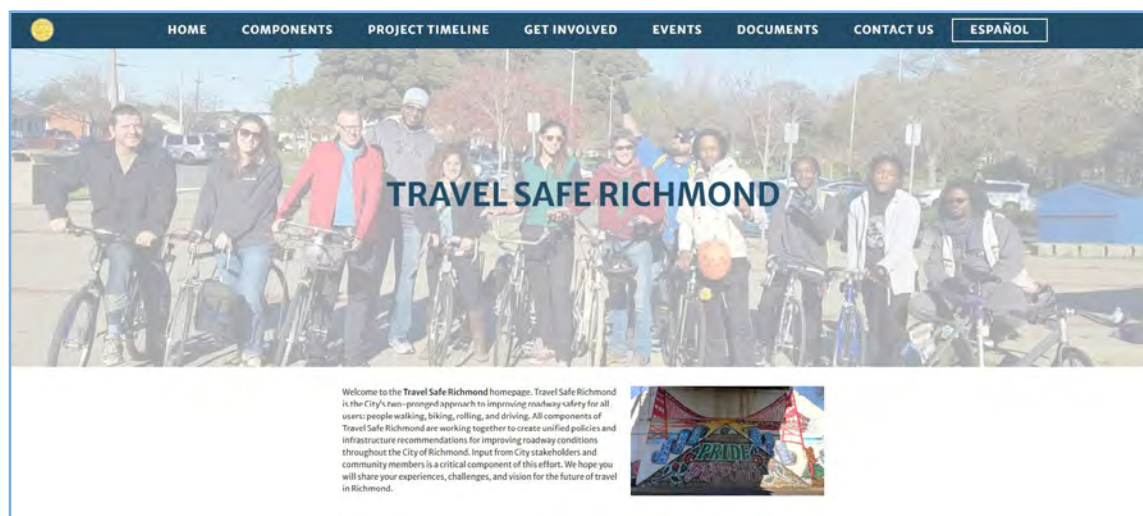 HOME COMPONENTS PROJECT TIMELINE GET INVOLVED EVENTS DOCUMENTS CONTACT US ESPAÑOL
TRAVEL SAFE RICHMOND
Welcome to the Travel Safe Richmond homepage. Travel Safe Richmond
is the City's two-pronged approach to improving roadway safety for all
users: people walking, biking, rolling, and driving. All components of
Travel Safe Richmond are working together to create unified policies and
infrastructure recommendations for improving roadway conditions
throughout the City of Richmond. Input from City stakeholders and
community members is a critical component of this effort. We hope you
will share your experiences, challenges, and vision for the future of travel
in Richmond.
PRIDE